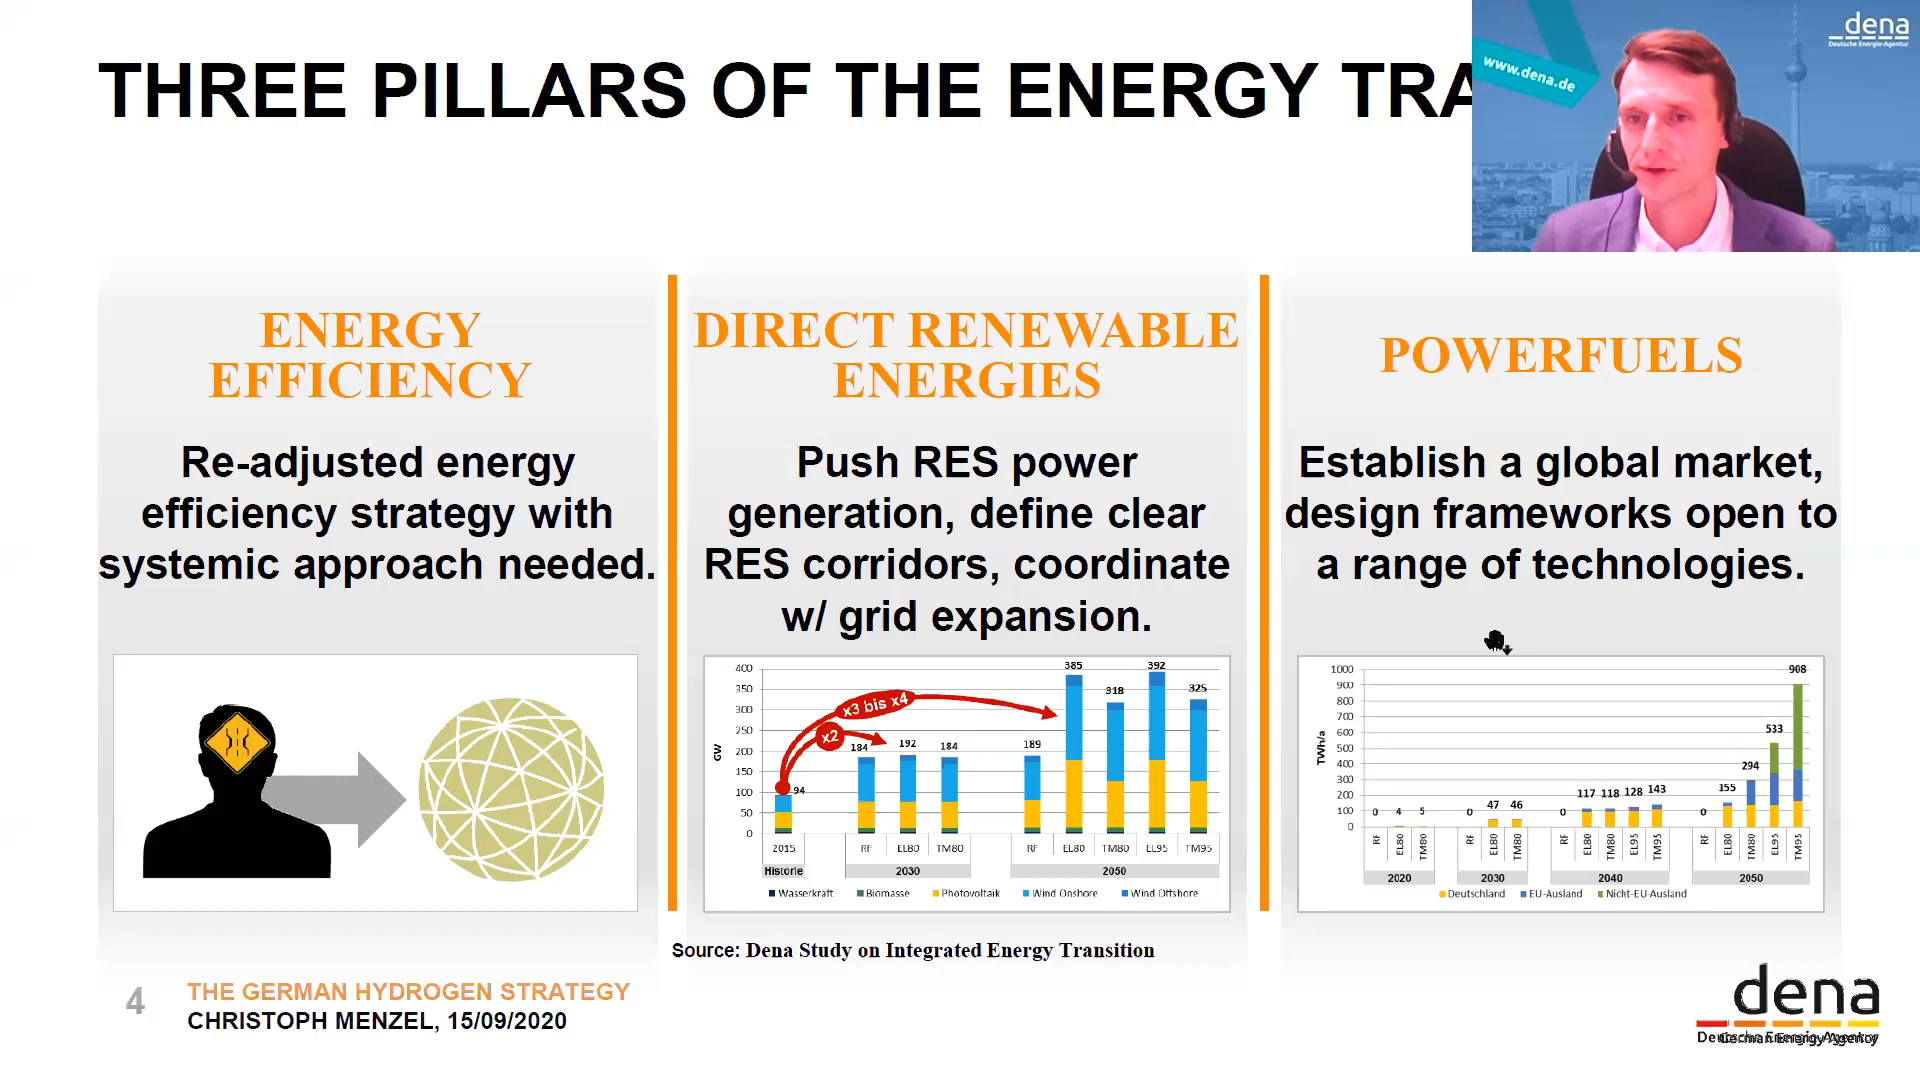 THREE PILLARS OF THE ENERGY TRA
www.dena.de
dena
Deutsche Energie-Agentur
ENERGY
EFFICIENCY
Re-adjusted energy
efficiency strategy with
systemic approach needed.
DIRECT RENEWABLE
ENERGIES
Push RES power
generation, define clear
RES corridors, coordinate
w/ grid expansion.
400
350
300
250
200
150
100
50
0
GW
x3 bis x4
x2
94
184
192
184
189
385
318
392
325
2015 RF EL80 TM80 RF EL80 TM80 EL95 TM95
Historie 2030 2050
Wasserkraft Biomasse Photovoltaik Wind Onshore Wind Offshore
POWERFUELS
Establish a global market,
design frameworks open to
a range of technologies.
1000
900
800
700
600
500
400
300
200
100
0
TWh/a
0 4 5
0 47 46
0 117 118 128 143
0 155 294 533 908
RF EL80 TM80 RF EL80 TM80 RF EL80 TM80 EL95 TM95 RF EL80 TM80 EL95 TM95
2020 2030 2040 2050
Deutschland EU-Ausland Nicht-EU-Ausland
Source: Dena Study on Integrated Energy Transition
4
THE GERMAN HYDROGEN STRATEGY
CHRISTOPH MENZEL, 15/09/2020
dena
German Energy Agency